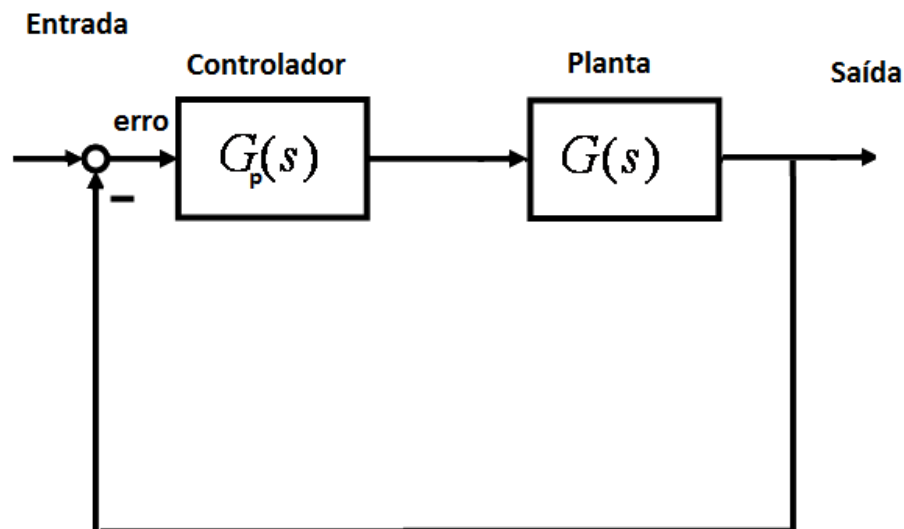 Entrada
Controlador
Planta
Saída
erro
Gp(s)
G(s)
−